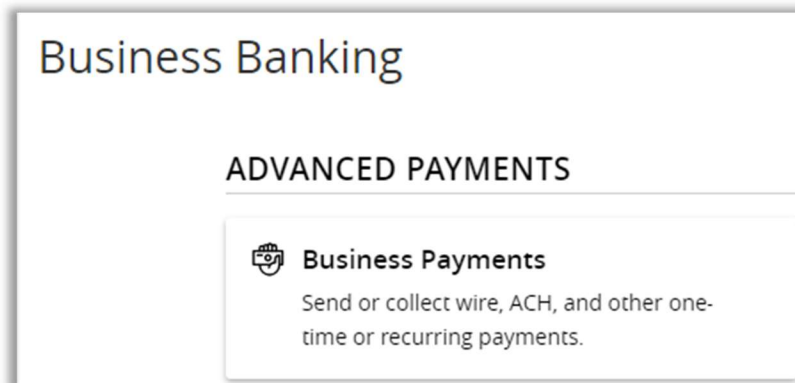 Business Banking
ADVANCED PAYMENTS
Business Payments
Send or collect wire, ACH, and other one-
time or recurring payments.